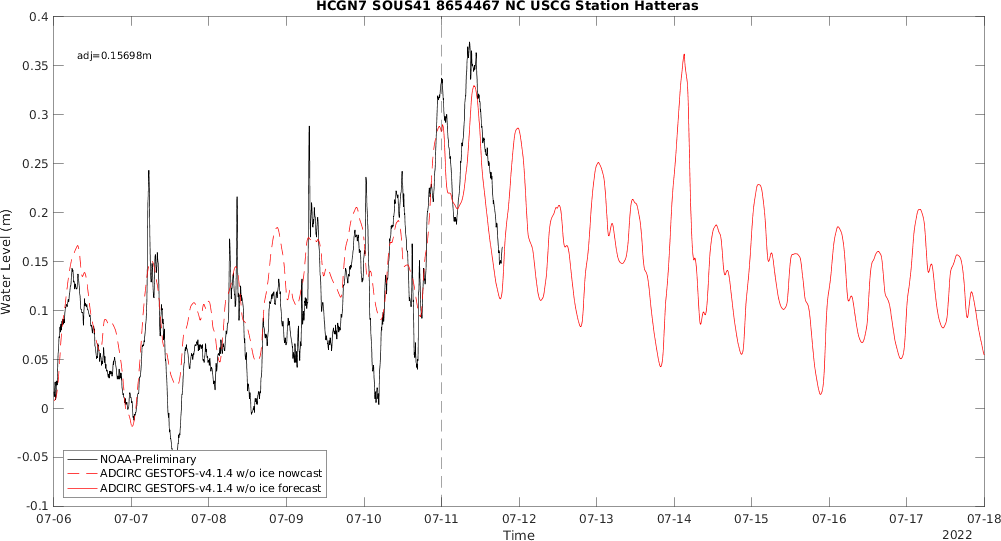 HCGN7 SOUS41 8654467 NC USCG Station Hatteras
0.4
adj=0.15698m
0.35
0.3
0.25
0.2
0.15
0.1
0.05
0
-0.05
-0.1
Water Level (m)
NOAA-Preliminary
ADCIRC GESTOFS-v4.1.4 w/o ice nowcast
ADCIRC GESTOFS-v4.1.4 w/o ice forecast
07-06 07-07 07-08 07-09 07-10 07-11 07-12 07-13 07-14 07-15 07-16 07-17 07-18
Time
2022